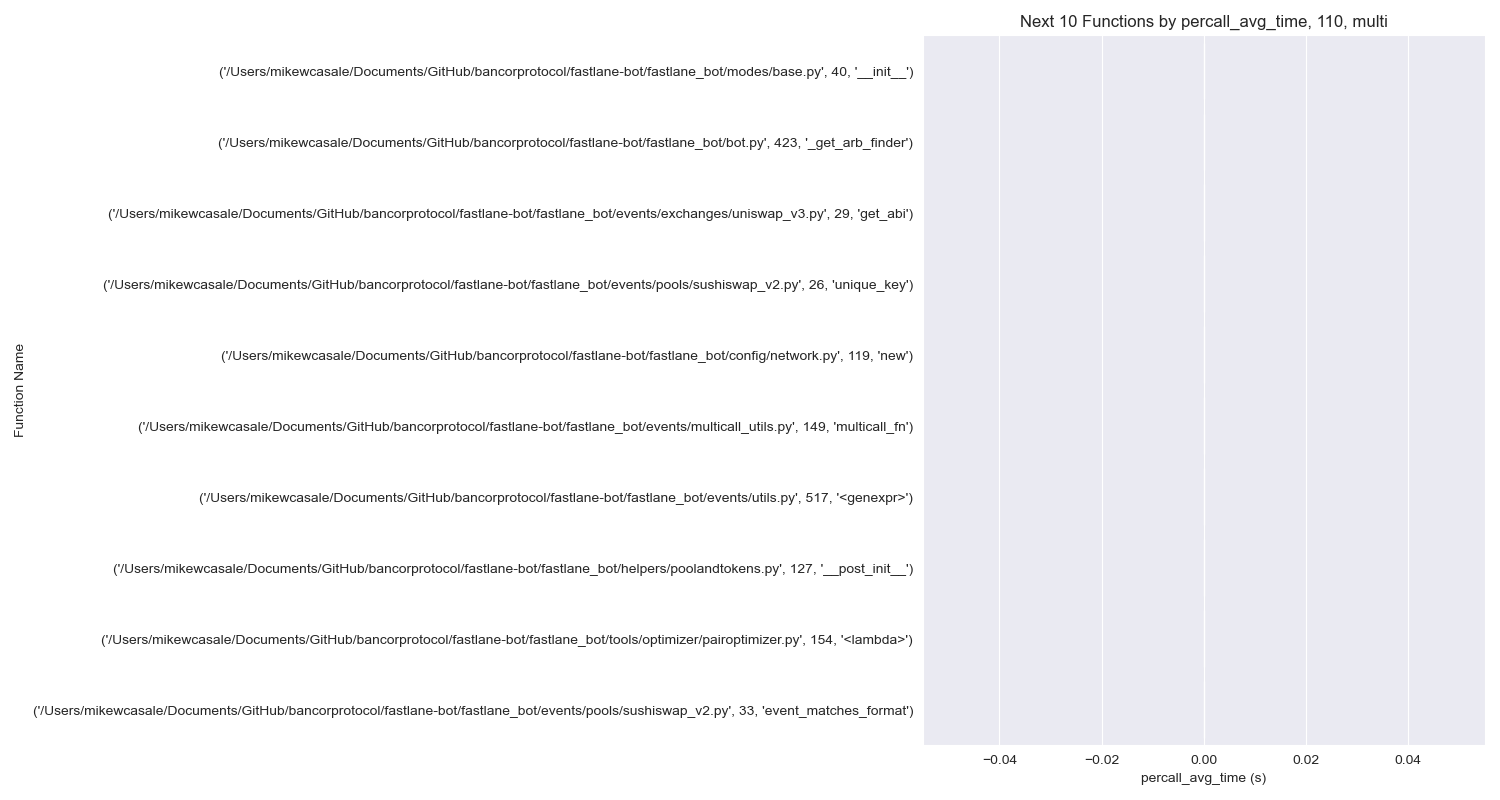 Next 10 Functions by percall_avg_time, 110, multi
('/Users/mikewcasale/Documents/GitHub/bancorprotocol/fastlane-bot/fastlane_bot/modes/base.py', 40, '__init__')
('/Users/mikewcasale/Documents/GitHub/bancorprotocol/fastlane-bot/fastlane_bot/bot.py', 423, '_get_arb_finder')
('/Users/mikewcasale/Documents/GitHub/bancorprotocol/fastlane-bot/fastlane_bot/events/exchanges/uniswap_v3.py', 29, 'get_abi')
('/Users/mikewcasale/Documents/GitHub/bancorprotocol/fastlane-bot/fastlane_bot/events/pools/sushiswap_v2.py', 26, 'unique_key')
('/Users/mikewcasale/Documents/GitHub/bancorprotocol/fastlane-bot/fastlane_bot/config/network.py', 119, 'new')
('/Users/mikewcasale/Documents/GitHub/bancorprotocol/fastlane-bot/fastlane_bot/events/multicall_utils.py', 149, 'multicall_fn')
('/Users/mikewcasale/Documents/GitHub/bancorprotocol/fastlane-bot/fastlane_bot/events/utils.py', 517, '<genexpr>')
('/Users/mikewcasale/Documents/GitHub/bancorprotocol/fastlane-bot/fastlane_bot/helpers/poolandtokens.py', 127, '__post_init__')
('/Users/mikewcasale/Documents/GitHub/bancorprotocol/fastlane-bot/fastlane_bot/tools/optimizer/pairoptimizer.py', 154, '<lambda>')
('/Users/mikewcasale/Documents/GitHub/bancorprotocol/fastlane-bot/fastlane_bot/events/pools/sushiswap_v2.py', 33, 'event_matches_format')
Function Name
−0.04 −0.02 0.00 0.02 0.04
percall_avg_time (s)